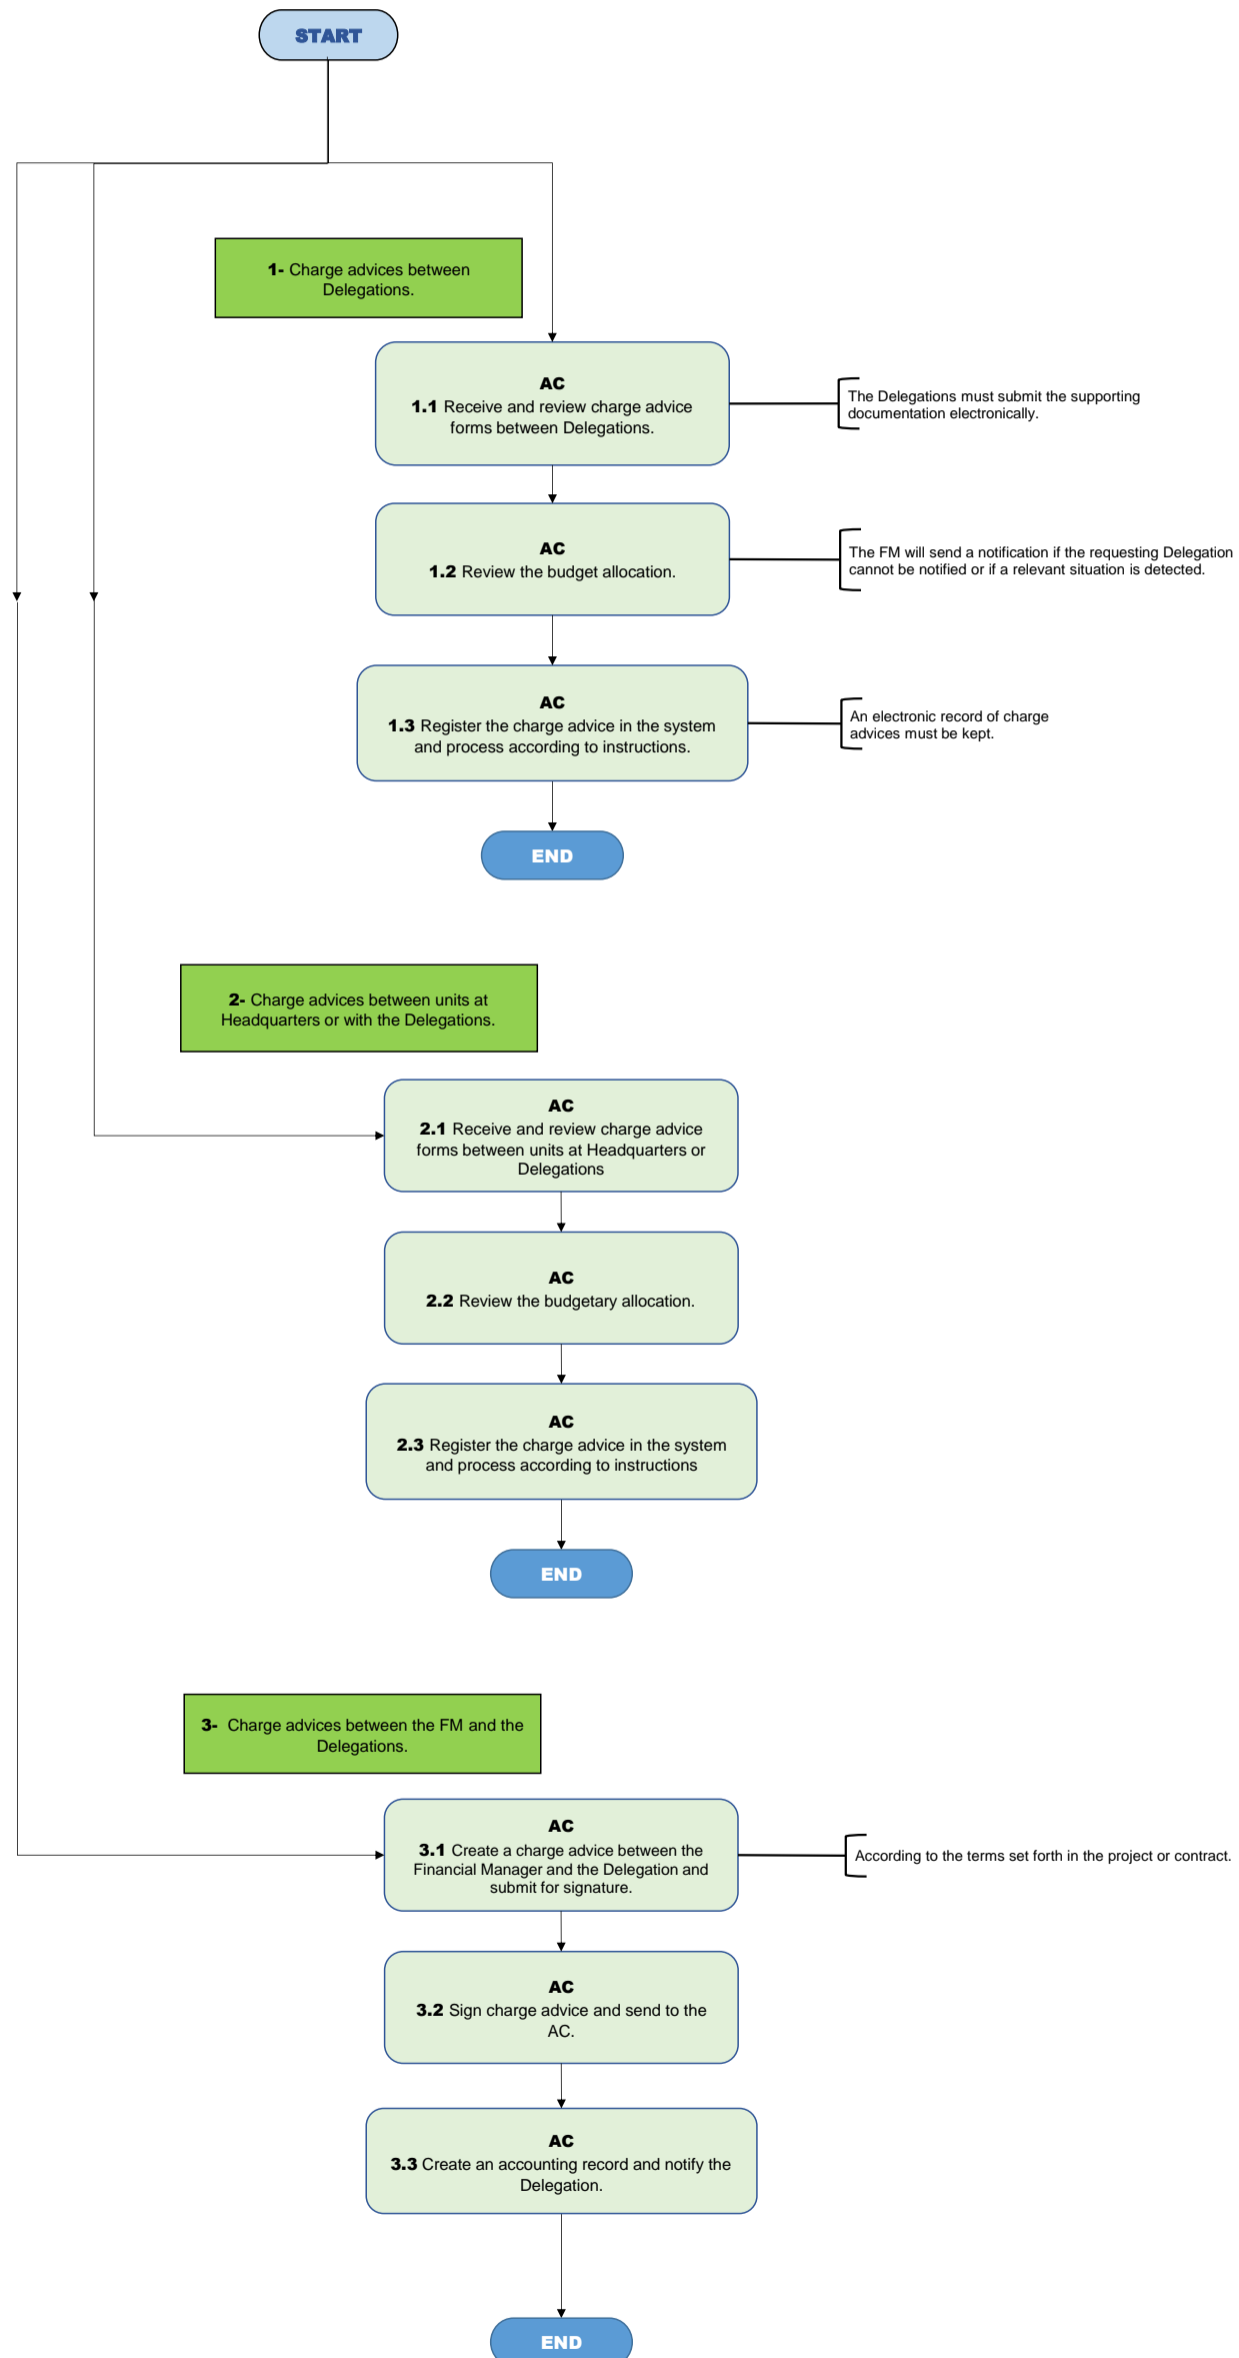 START
1- Charge advices between
Delegations.
AC
1.1 Receive and review charge advice
forms between Delegations.
The Delegations must submit the supporting
documentation electronically.
AC
1.2 Review the budget allocation.
The FM will send a notification if the requesting Delegation
cannot be notified or if a relevant situation is detected.
AC
1.3 Register the charge advice in the system
and process according to instructions.
An electronic record of charge
advices must be kept.
END
2- Charge advices between units at
Headquarters or with the Delegations.
AC
2.1 Receive and review charge advice
forms between units at Headquarters or
Delegations
AC
2.2 Review the budgetary allocation.
AC
2.3 Register the charge advice in the system
and process according to instructions
END
3- Charge advices between the FM and the
Delegations.
AC
3.1 Create a charge advice between the
Financial Manager and the Delegation and
submit for signature.
According to the terms set forth in the project or contract.
AC
3.2 Sign charge advice and send to the
AC.
AC
3.3 Create an accounting record and notify the
Delegation.
END